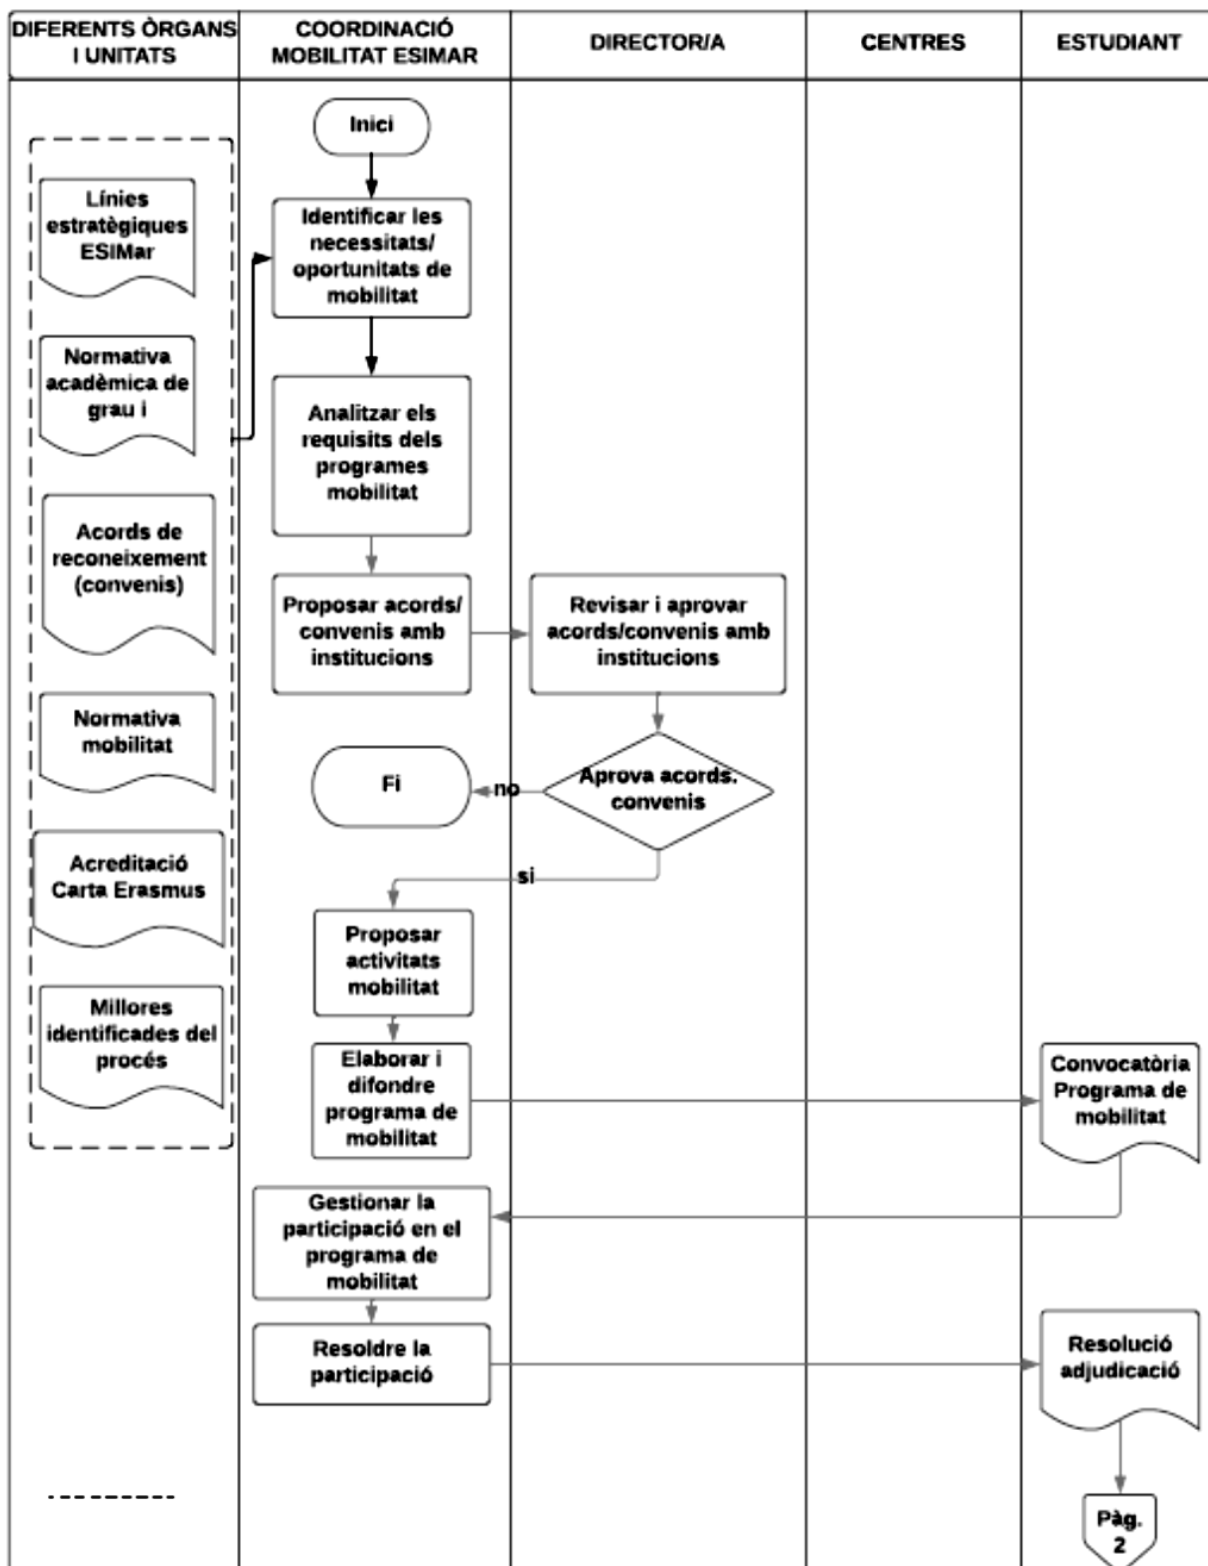 DIFERENTS ÒRGANS
I UNITATS
COORDINACIÓ
MOBILITAT ESIMAR
DIRECTOR/A
CENTRES
ESTUDIANT
Inici
Línies
estratègiques
ESIMar
Identificar les
necessitats/
oportunitats de
mobilitat
Normativa
acadèmica de
grau i
Analitzar els
requisits dels
programes
mobilitat
Acords de
reconeixement
(convenis)
Proposar acords/
convenis amb
institucions
Revisar i aprovar
acords/convenis amb
institucions
Normativa
mobilitat
Fi
no
Aprova acords.
convenis
si
Acreditació
Carta Erasmus
Proposar
activitats
mobilitat
Millores
identificades del
procés
Elaborar i
difondre
programa de
mobilitat
Convocatòria
Programa de
mobilitat
Gestionar la
participació en el
programa de
mobilitat
Resoldre la
participació
Resolució
adjudicació
Pàg.
2